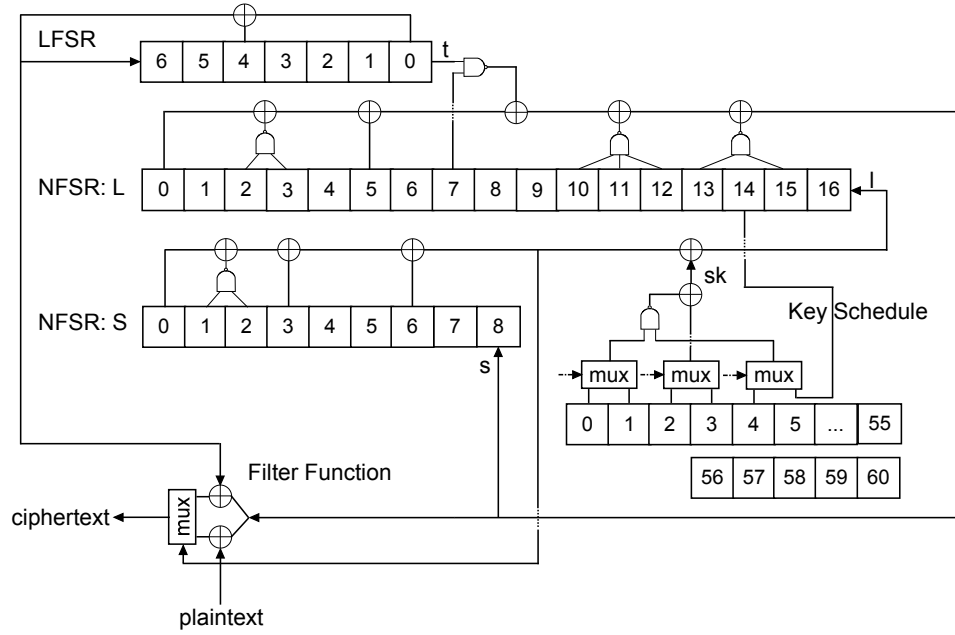 LFSR
6 5 4 3 2 1 0
t
NFSR: L
0 1 2 3 4 5 6 7 8 9 10 11 12 13 14 15 16
l
NFSR: S
0 1 2 3 4 5 6 7 8
s
sk
Key Schedule
mux mux mux
0 1 2 3 4 5 ... 55
56 57 58 59 60
Filter Function
mux
ciphertext
plaintext